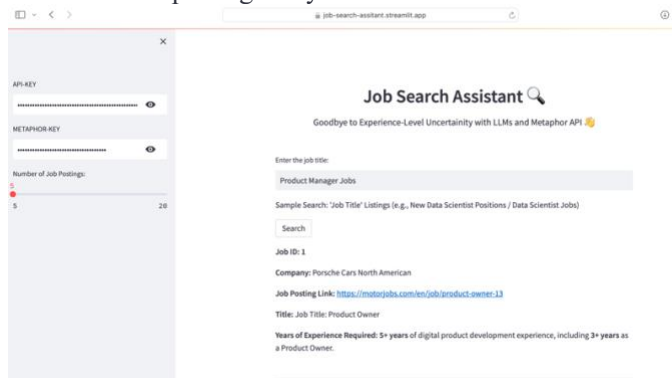 job-search-assitant.streamlit.app
API-KEY
METAPHOR-KEY
Number of Job Postings:
5
5 20
Job Search Assistant
Goodbye to Experience-Level Uncertainity with LLMs and Metaphor API
Enter the job title:
Product Manager Jobs
Sample Search: 'Job Title' Listings (e.g., New Data Scientist Positions / Data Scientist Jobs)
Search
Job ID: 1
Company: Porsche Cars North American
Job Posting Link: https://motorjobs.com/en/job/product-owner-13
Title: Job Title: Product Owner
Years of Experience Required: 5+ years of digital product development experience, including 3+ years as
a Product Owner.